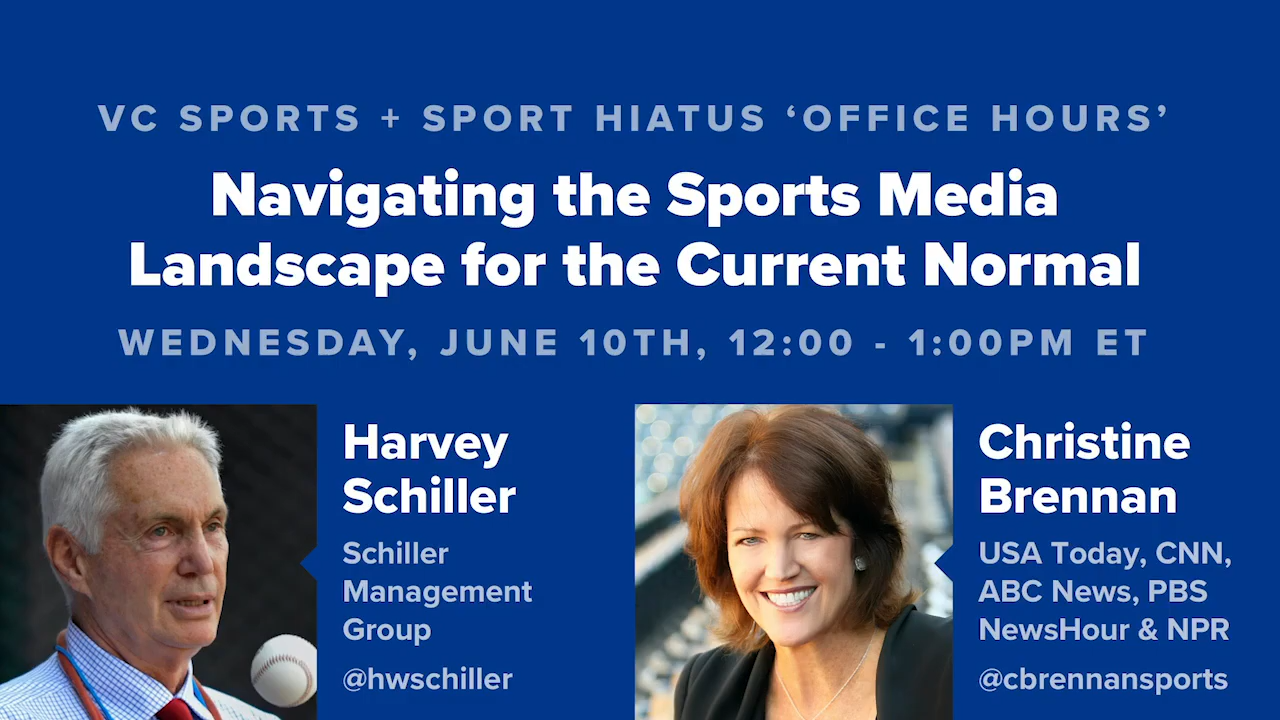 VC SPORTS + SPORT HIATUS ‘OFFICE HOURS’
Navigating the Sports Media
Landscape for the Current Normal
WEDNESDAY, JUNE 10TH, 12:00 - 1:00PM ET
Harvey
Schiller
Schiller
Management
Group
@hwschiller
Christine
Brennan
USA Today, CNN,
ABC News, PBS
NewsHour & NPR
@cbrennansports